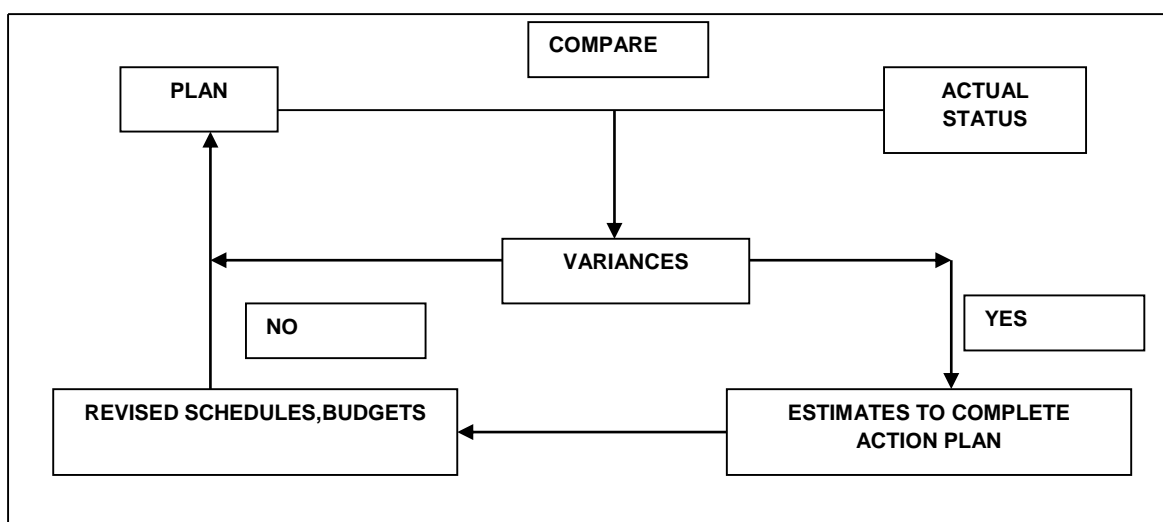 COMPARE
PLAN
ACTUAL
STATUS
VARIANCES
NO
YES
REVISED SCHEDULES,BUDGETS
ESTIMATES TO COMPLETE
ACTION PLAN